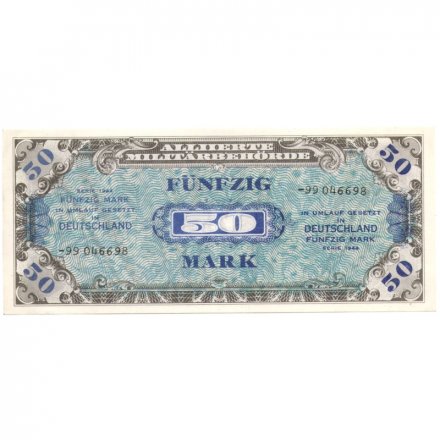 50
50
ALLIIERTE
MILITÄRBEHÖRDE
SERIE 1944
FÜNFZIG MARK
IN UMLAUF GESETZT
IN
DEUTSCHLAND
-99 046698
FÜNFZIG
50
MARK
-99 046698
IN UMLAUF GESETZT
IN
DEUTSCHLAND
FÜNFZIG MARK
SERIE 1944
50
50